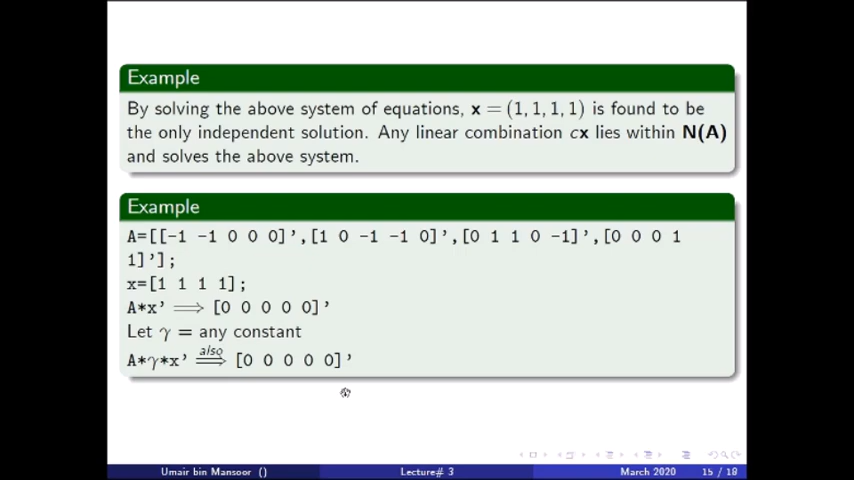 Example
By solving the above system of equations, x = (1, 1, 1, 1) is found to be
the only independent solution. Any linear combination cx lies within N(A)
and solves the above system.
Example
A=[[-1 -1 0 0 0]’,[1 0 -1 -1 0]’,[0 1 1 0 -1]’,[0 0 0 1
1]’];
x=[1 1 1 1];
A*x’ ⟹ [0 0 0 0 0]’
Let γ = any constant
A*γ*x’ also⟹ [0 0 0 0 0]’
Umair bin Mansoor () Lecture# 3 March 2020 15 / 18